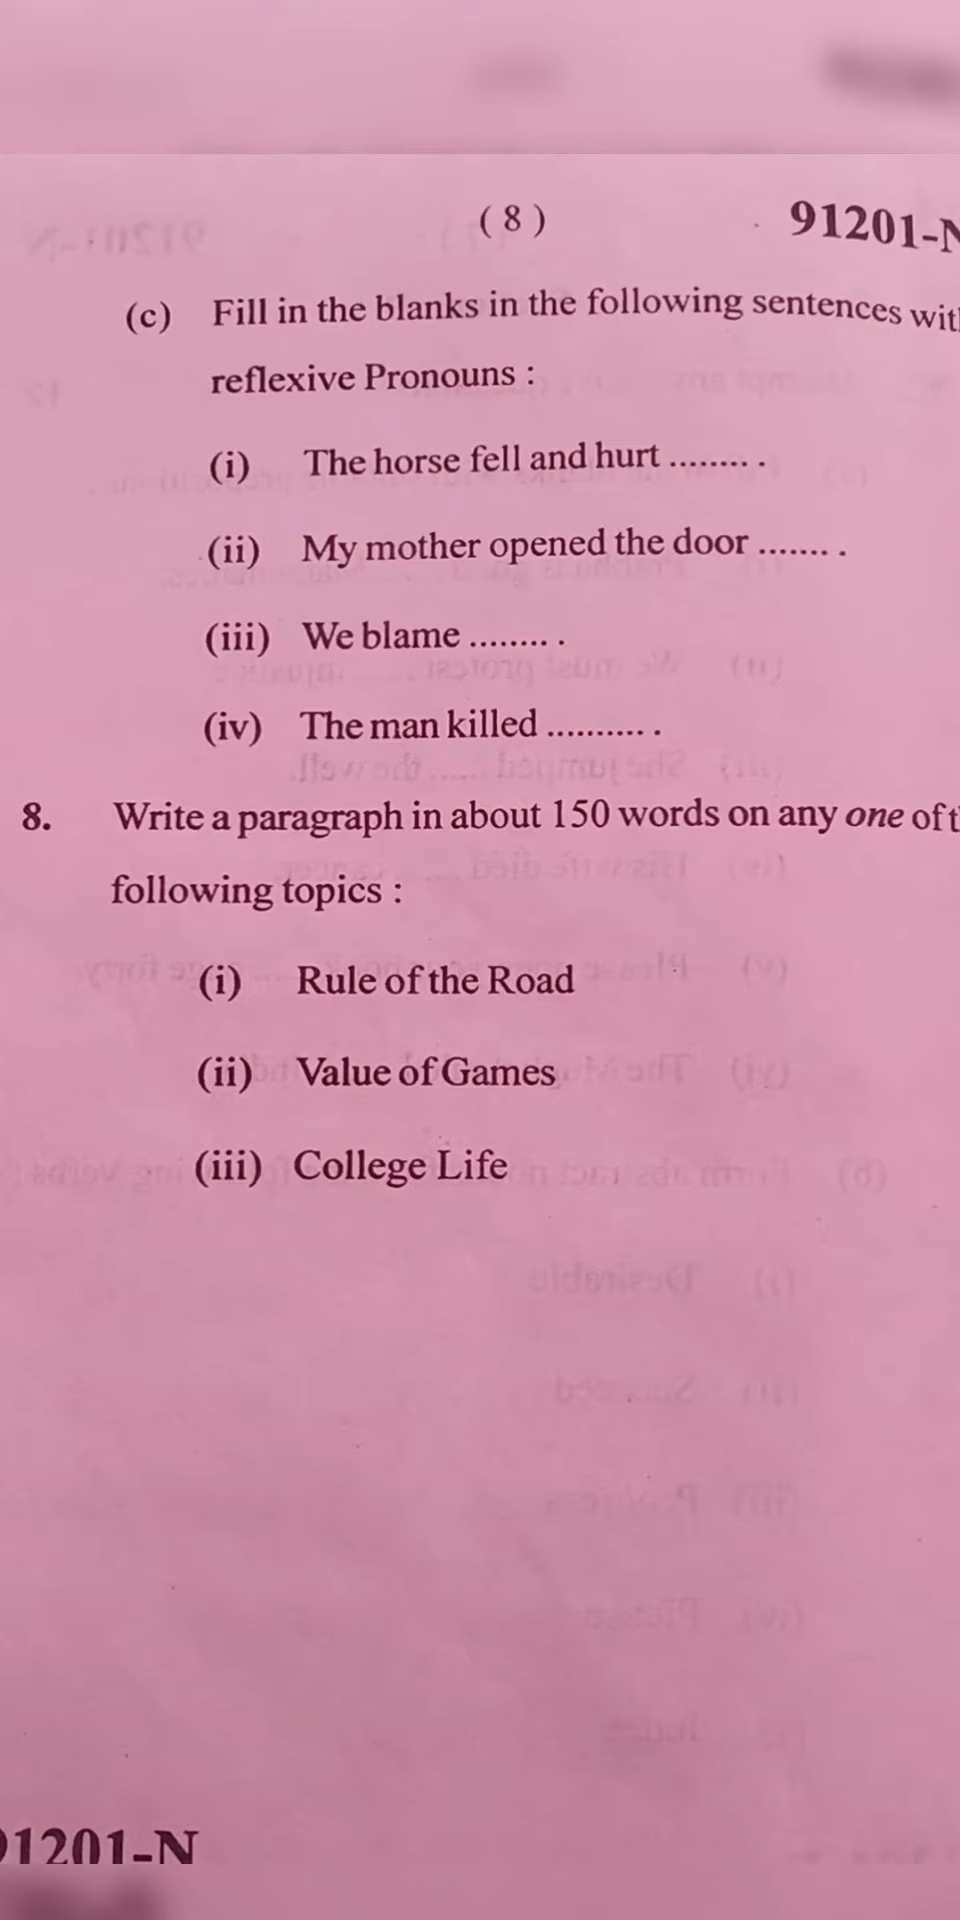 ( 8 ) 91201-N
(c) Fill in the blanks in the following sentences
reflexive Pronouns :
(i) The horse fell and hurt ........ .
(ii) My mother opened the door ....... .
(iii) We blame ........ .
(iv) The man killed .......... .
8. Write a paragraph in about 150 words on any one of
following topics :
(i) Rule of the Road
(ii) Value of Games
(iii) College Life
91201-N